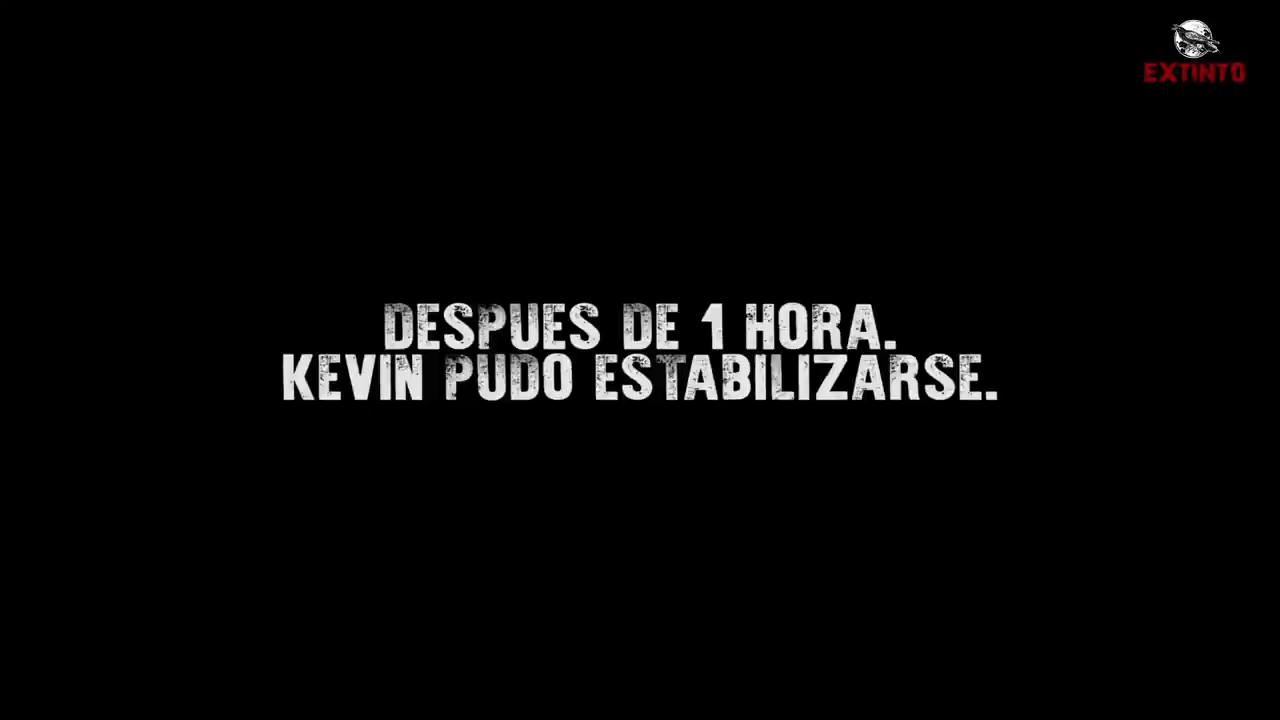 EXTINTO
DESPUES DE 1 HORA.
KEVIN PUDO ESTABILIZARSE.